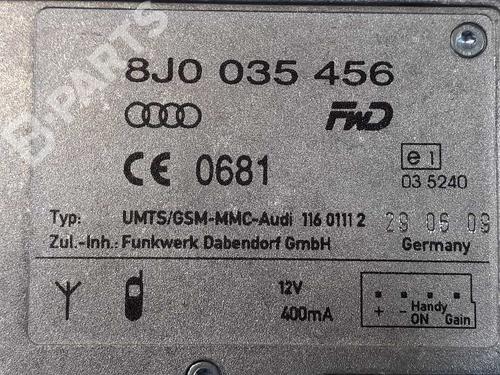 B-PARTS
8J0 035 456
FWD
CE 0681
e1
03 5240
Typ: UMTS/GSM-MMC-Audi 116 0111 2 29 06 09
Zul.-Inh.: Funkwerk Dabendorf GmbH Germany
12V
400mA
+ - Handy ON Gain